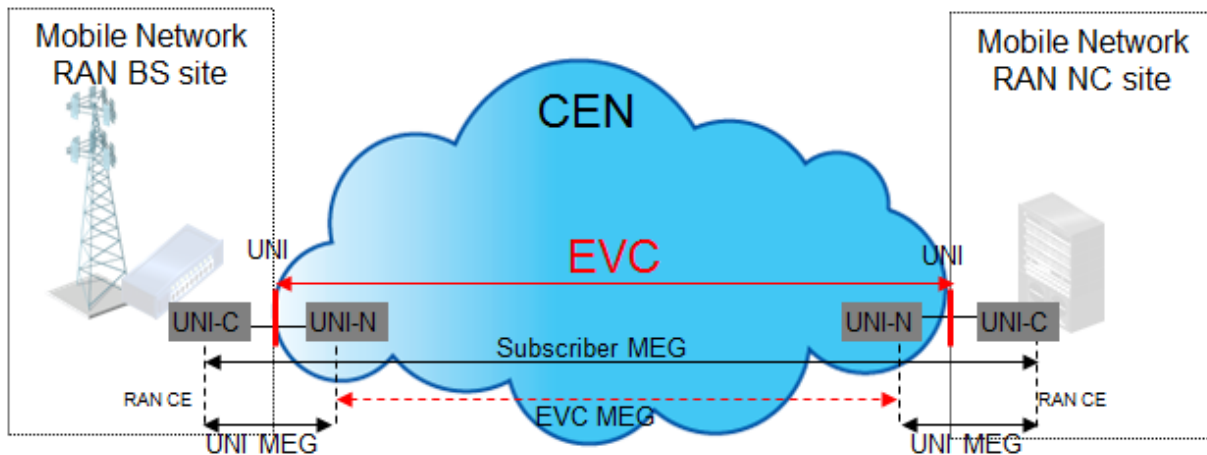 Mobile Network
RAN BS site
CEN
Mobile Network
RAN NC site
UNI
EVC
UNI
UNI-C
UNI-N
UNI-N
UNI-C
Subscriber MEG
RAN CE
EVC MEG
RAN CE
UNI MEG
UNI MEG